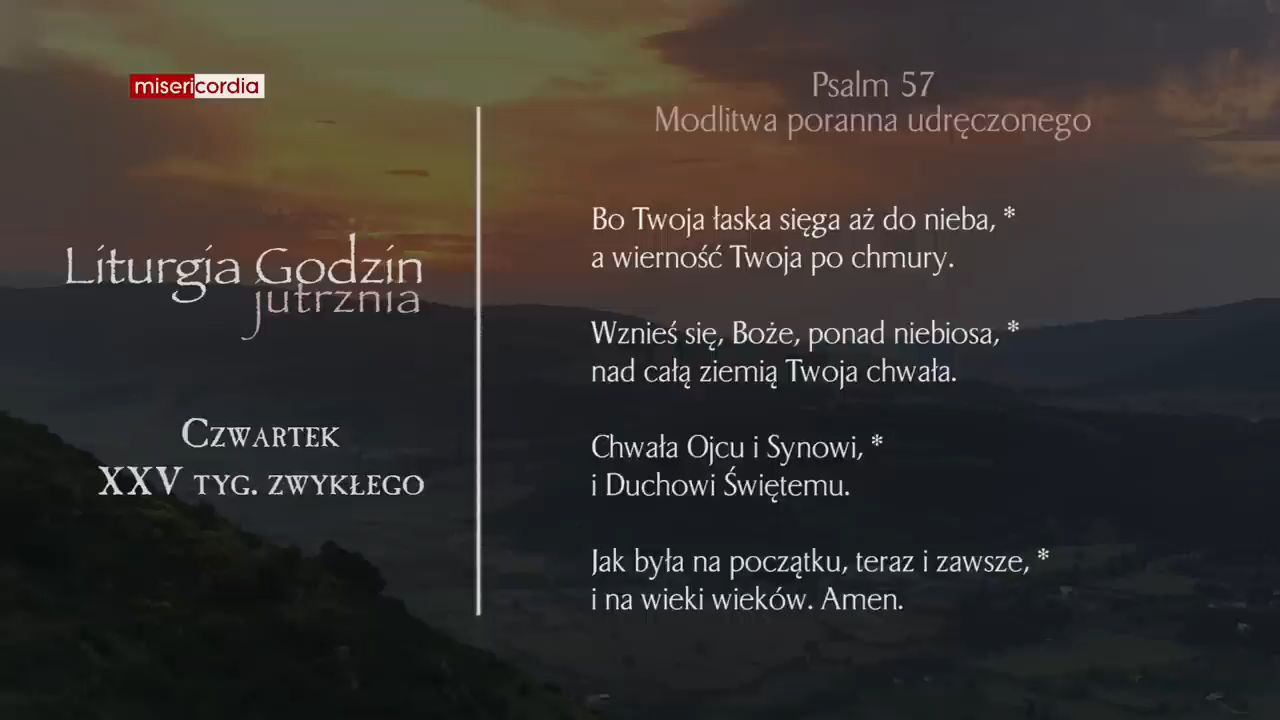 misericordia
Liturgia Godzin
jutrznia
Czwartek
XXV tyg. zwykłego
Psalm 57
Modlitwa poranna udręczonego
Bo Twoja łaska sięga aż do nieba, *
a wierność Twoja po chmury.
Wznieś się, Boże, ponad niebiosa, *
nad całą ziemią Twoja chwała.
Chwała Ojcu i Synowi, *
i Duchowi Świętemu.
Jak była na początku, teraz i zawsze, *
i na wieki wieków. Amen.